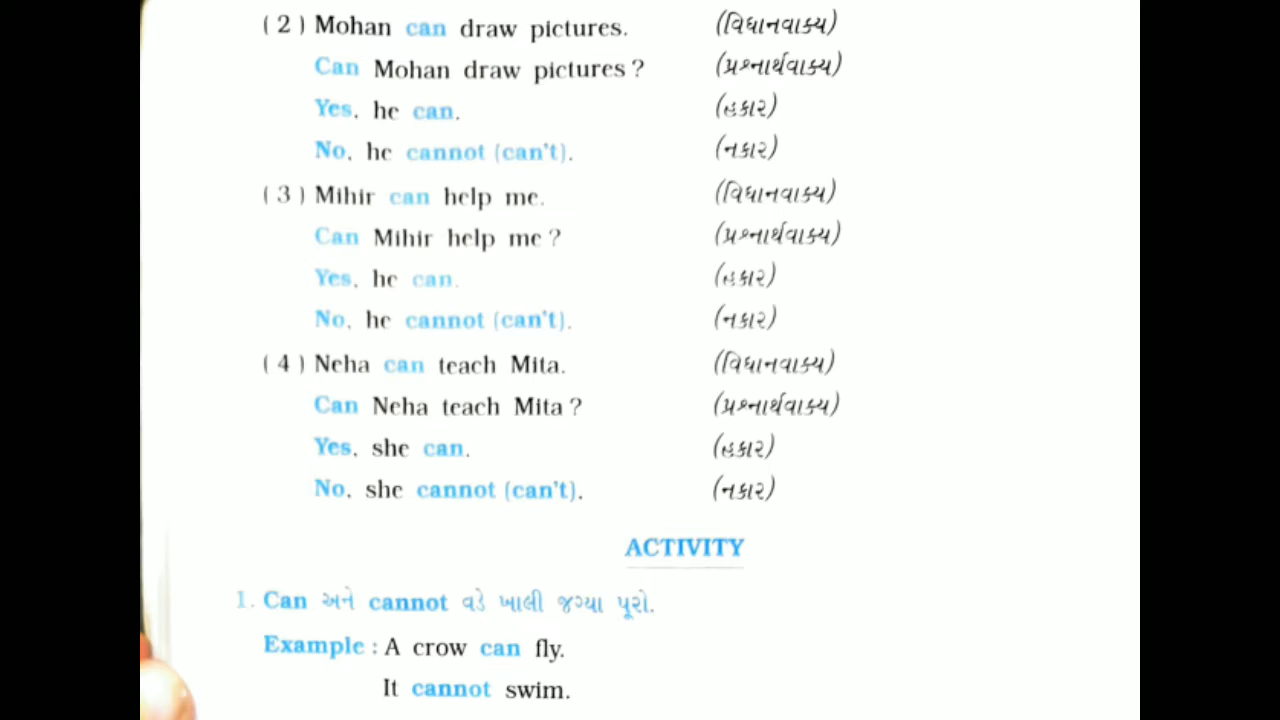 ( 2 ) Mohan can draw pictures. (વિધાનવાક્ય)
Can Mohan draw pictures ? (પ્રશ્નાર્થવાક્ય)
Yes, he can. (હકાર)
No, he cannot (can't). (નકાર)
( 3 ) Mihir can help me. (વિધાનવાક્ય)
Can Mihir help me ? (પ્રશ્નાર્થવાક્ય)
Yes, he can. (હકાર)
No, he cannot (can't). (નકાર)
( 4 ) Neha can teach Mita. (વિધાનવાક્ય)
Can Neha teach Mita ? (પ્રશ્નાર્થવાક્ય)
Yes, she can. (હકાર)
No, she cannot (can't). (નકાર)
ACTIVITY
1. Can અને cannot વડે ખાલી જગ્યા પૂરો.
Example : A crow can fly.
It cannot swim.